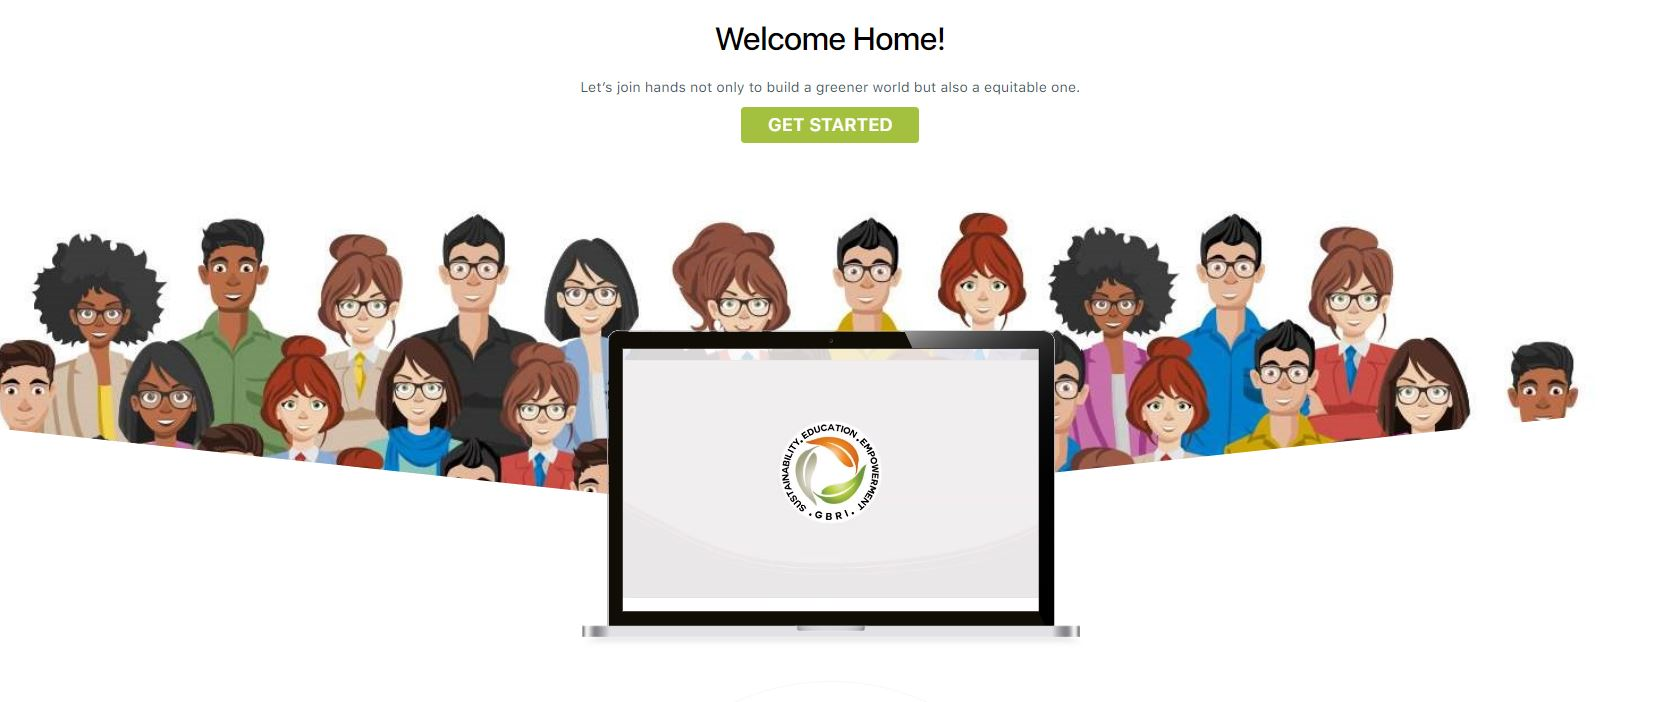 Welcome Home!
Let’s join hands not only to build a greener world but also a equitable one.
GET STARTED
SUSTAINABILITY. EDUCATION. EMPOWERMENT
. GBRI .